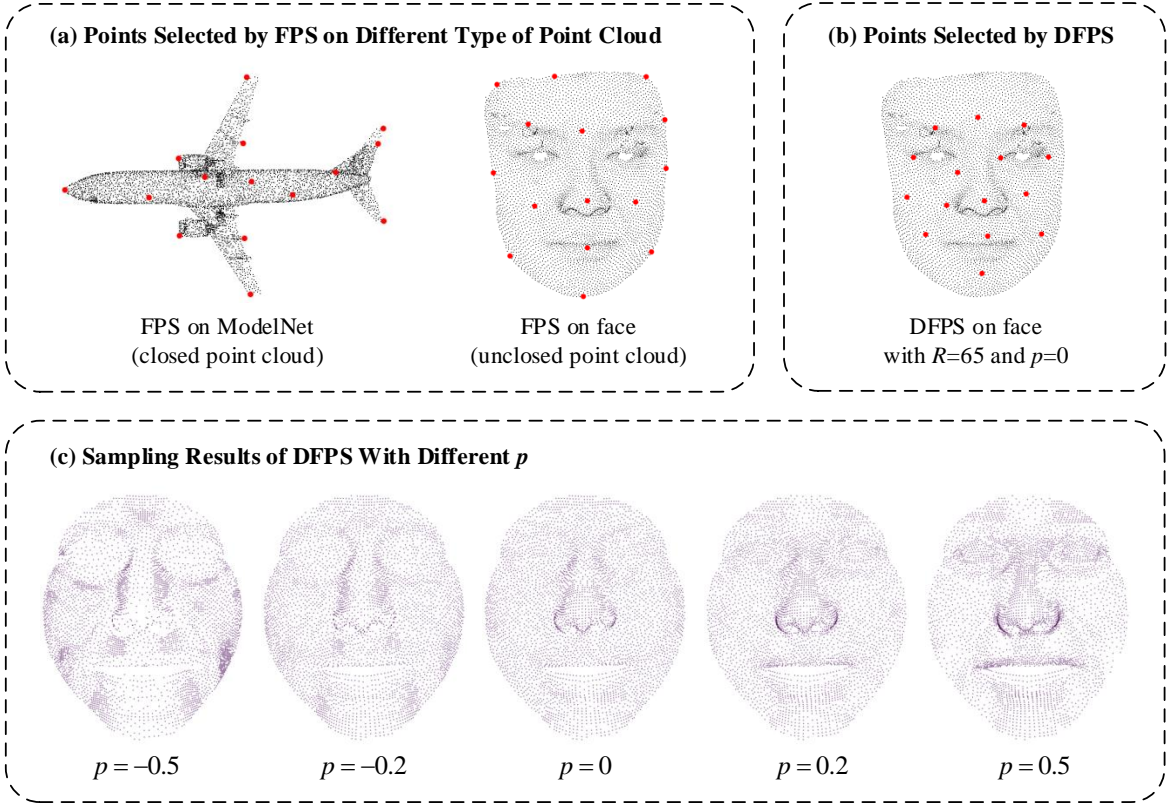 (a) Points Selected by FPS on Different Type of Point Cloud
FPS on ModelNet
(closed point cloud)
FPS on face
(unclosed point cloud)
(b) Points Selected by DFPS
DFPS on face
with R=65 and p=0
(c) Sampling Results of DFPS With Different p
p = −0.5
p = −0.2
p = 0
p = 0.2
p = 0.5